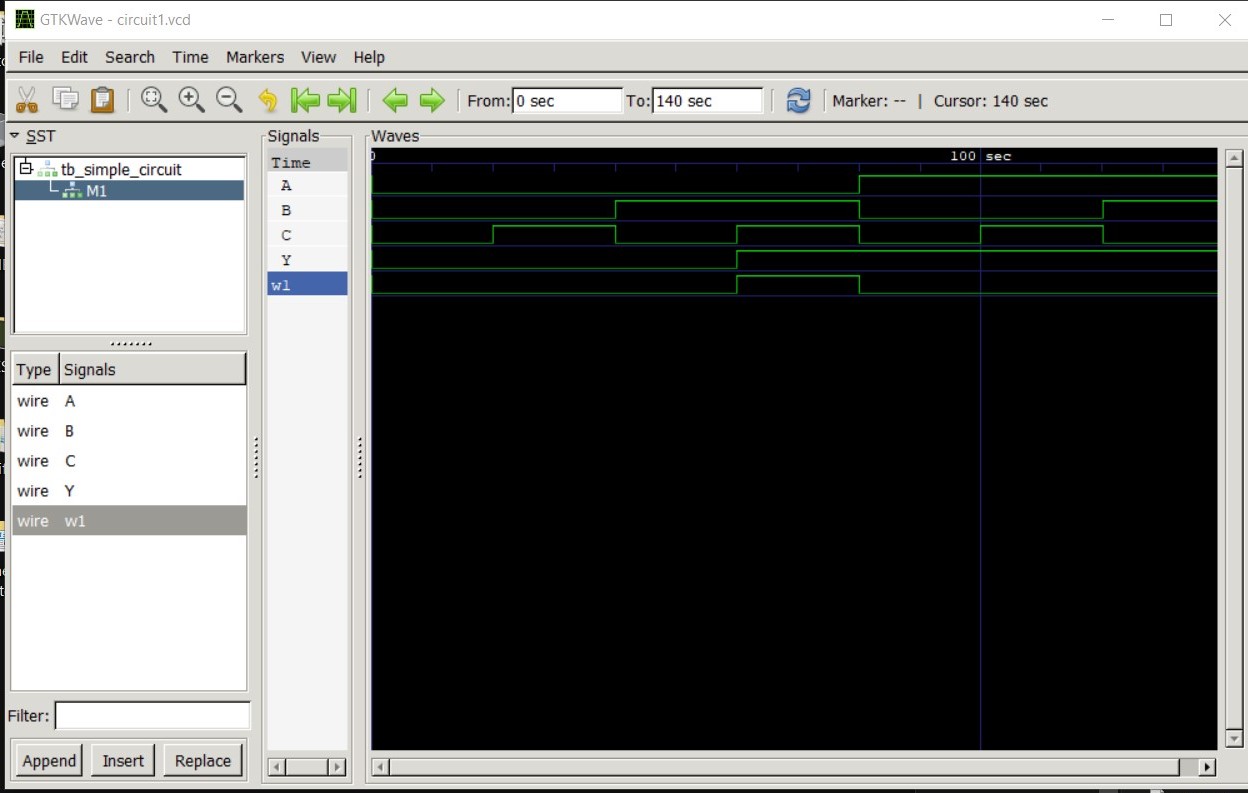 GTKWave - circuit1.vcd
File Edit Search Time Markers View Help
From: 0 sec To: 140 sec Marker: -- | Cursor: 140 sec
SST
tb_simple_circuit
M1
Type Signals
wire A
wire B
wire C
wire Y
wire w1
Filter:
Append Insert Replace
Signals
Time
A
B
C
Y
w1
Waves
0 100 sec